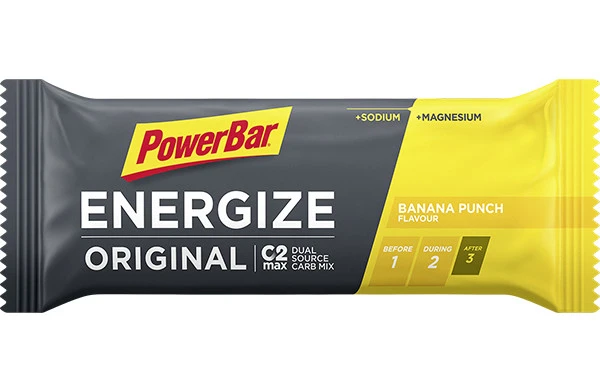 +SODIUM +MAGNESIUM
PowerBar
ENERGIZE
ORIGINAL
C2 max
DUAL
SOURCE
CARB MIX
BANANA PUNCH
FLAVOUR
BEFORE
1
DURING
2
AFTER
3